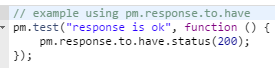 // example using pm.response.to.have
pm.test("response is ok", function () {
    pm.response.to.have.status(200);
});